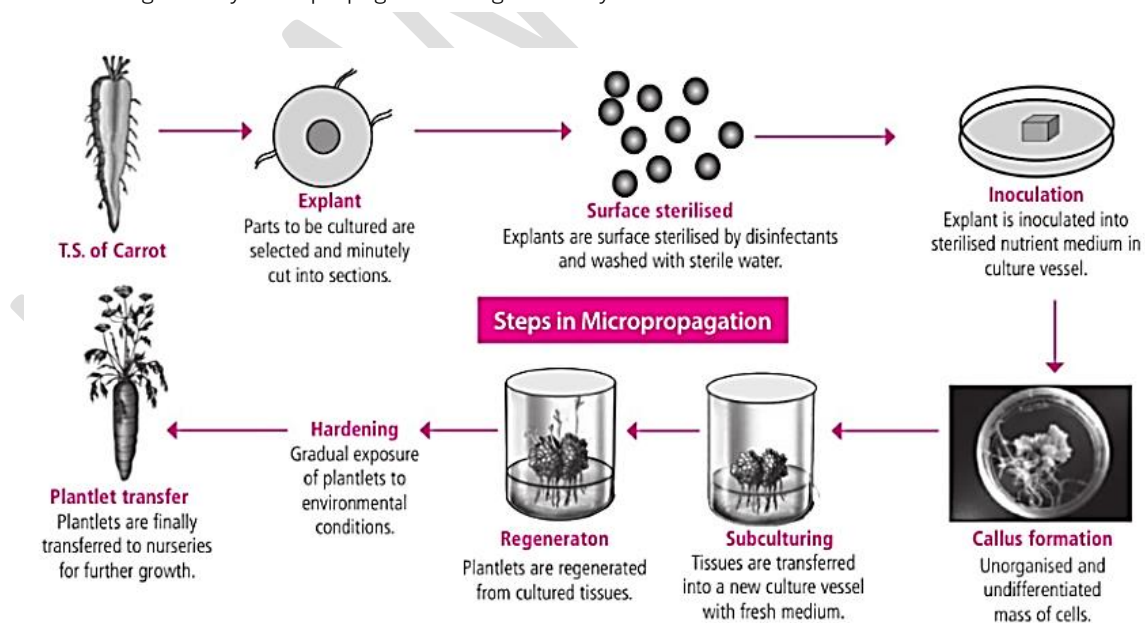 T.S. of Carrot
Explant
Parts to be cultured are
selected and minutely
cut into sections.
Surface sterilised
Explants are surface sterilised by disinfectants
and washed with sterile water.
Inoculation
Explant is inoculated into
sterilised nutrient medium in
culture vessel.
Steps in Micropropagation
Callus formation
Unorganised and
undifferentiated
mass of cells.
Subculturing
Tissues are transferred
into a new culture vessel
with fresh medium.
Regeneraton
Plantlets are regenerated
from cultured tissues.
Hardening
Gradual exposure
of plantlets to
environmental
conditions.
Plantlet transfer
Plantlets are finally
transferred to nurseries
for further growth.